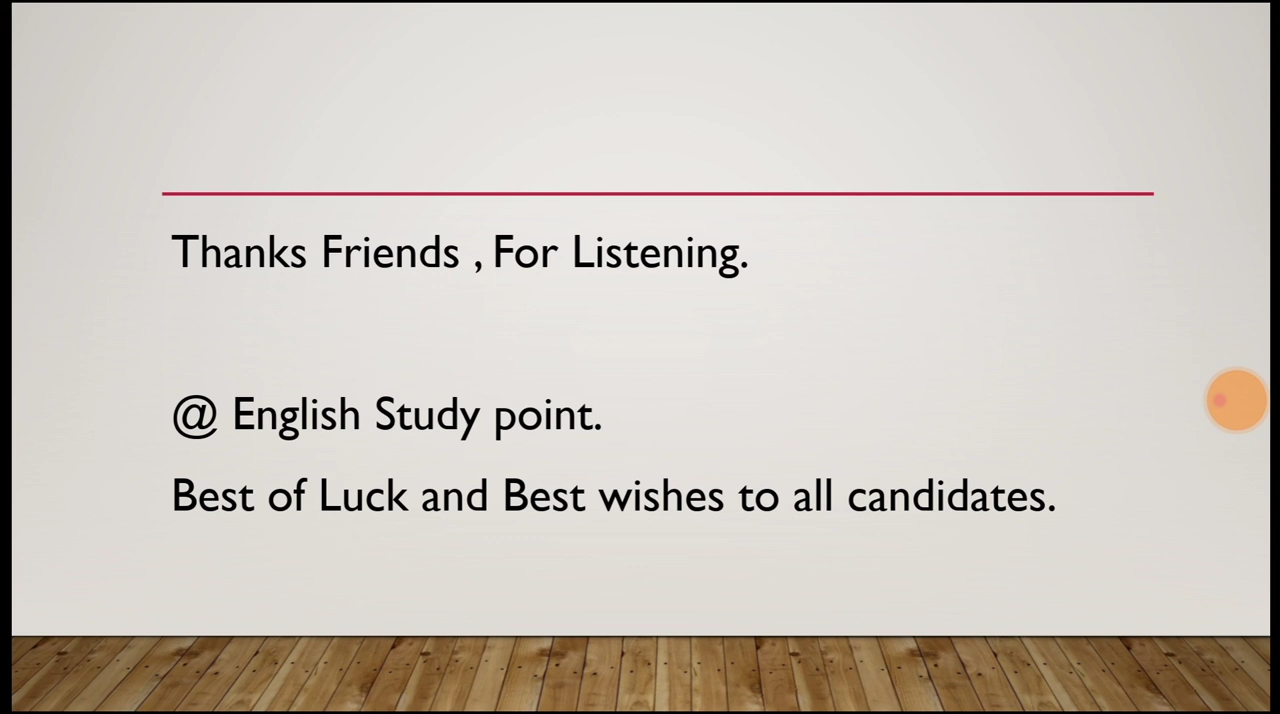 Thanks Friends , For Listening.
@ English Study point.
Best of Luck and Best wishes to all candidates.